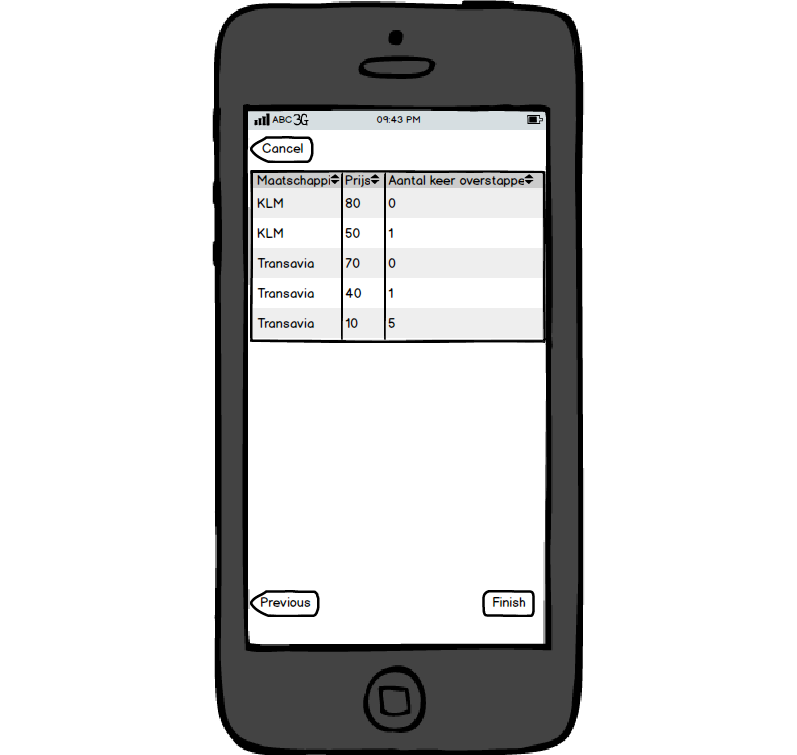 ABC 3G 09:43 PM
Cancel
Maatschappi Prijs Aantal keer overstappe
KLM 80 0
KLM 50 1
Transavia 70 0
Transavia 40 1
Transavia 10 5
Previous Finish